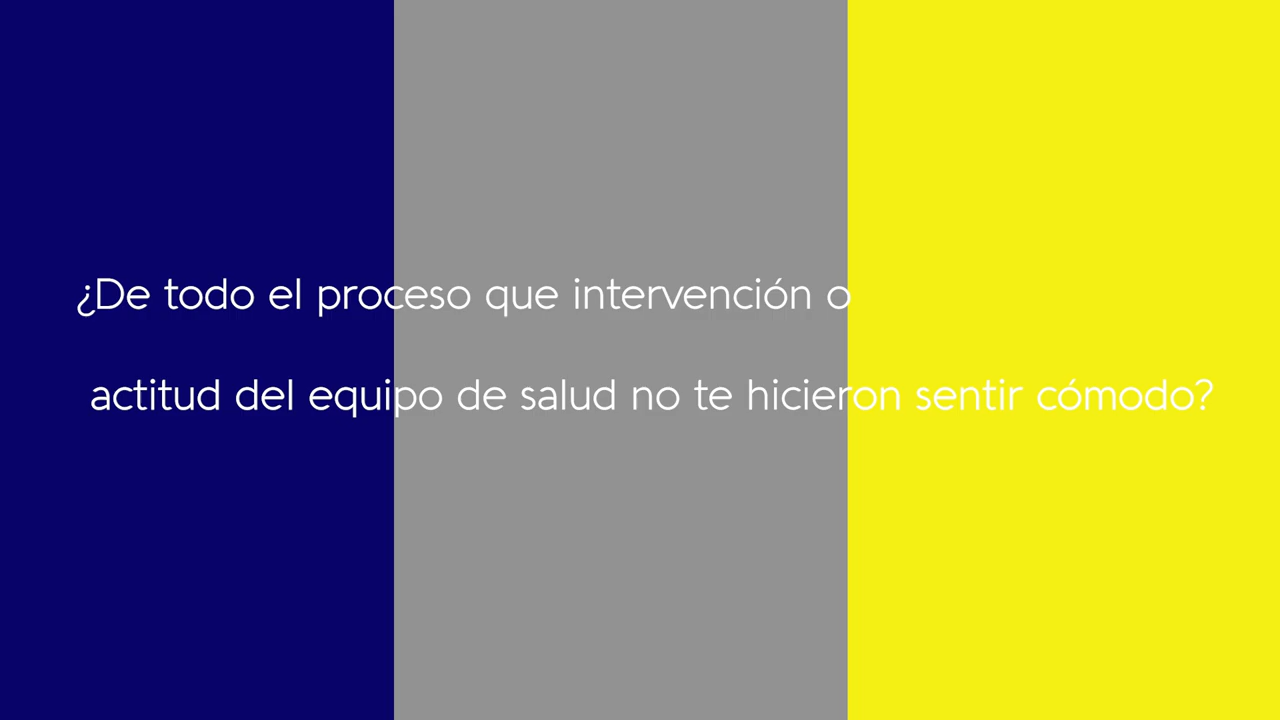 ¿De todo el proceso que intervención o
actitud del equipo de salud no te hicieron sentir cómodo?